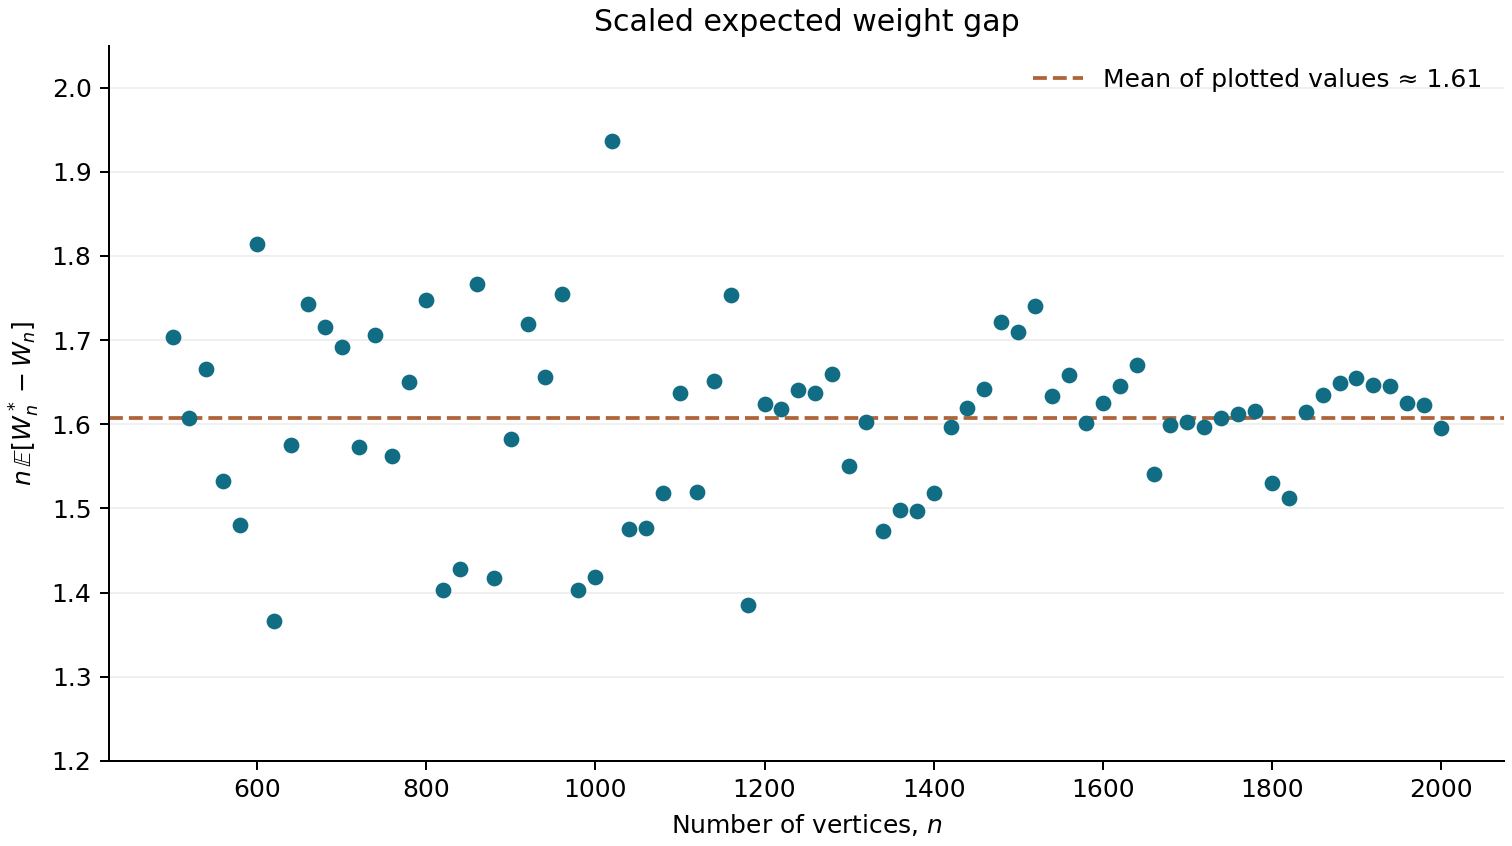 Scaled expected weight gap
Mean of plotted values ≈ 1.61
2.0
1.9
1.8
1.7
1.6
1.5
1.4
1.3
1.2
n 𝔼[W*n − Wn]
600 800 1000 1200 1400 1600 1800 2000
Number of vertices, n